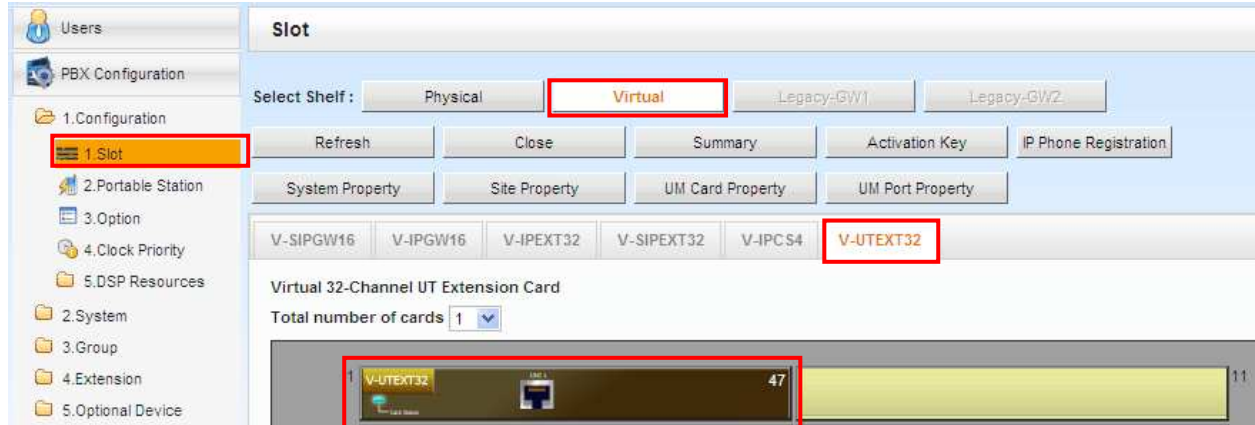 Users
PBX Configuration
1.Configuration
1.Slot
2.Portable Station
3.Option
4.Clock Priority
5.DSP Resources
2.System
3.Group
4.Extension
5.Optional Device
Slot
Select Shelf : Physical Virtual Legacy-GW1 Legacy-GW2
Refresh Close Summary Activation Key IP Phone Registration
System Property Site Property UM Card Property UM Port Property
V-SIPGW16 V-IPGW16 V-IPEXT32 V-SIPEXT32 V-IPCS4 V-UTEXT32
Virtual 32-Channel UT Extension Card
Total number of cards 1
1 V-UTEXT32 47 11